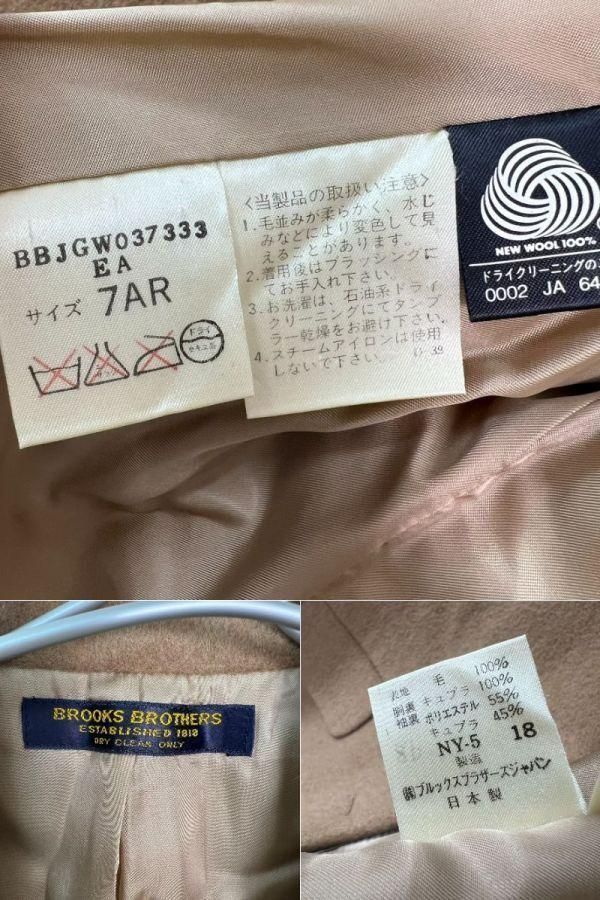 BBJGW037333
EA
サイズ 7AR
ドライ
セキユ系
〈当製品の取扱い注意〉
1. 毛並みが柔らかく、水じ
みなどにより変色して見
えることがあります。
2. 着用後はブラッシングに
てお手入れ下さい。
3. お洗濯は、石油系ドライ
クリーニングにてタンブ
ラー乾燥をお避け下さい。
4. スチームアイロンは使用
しないで下さい。
D-39
NEW WOOL 100%
ドライクリーニングの
0002 JA 64
BROOKS BROTHERS
ESTABLISHED 1818
DRY CLEAN ONLY
表地 毛 100%
胴裏 キュプラ 100%
袖裏 ポリエステル 55%
キュプラ 45%
NY-5 18
製造
㈱ブルックスブラザーズジャパン
日本製